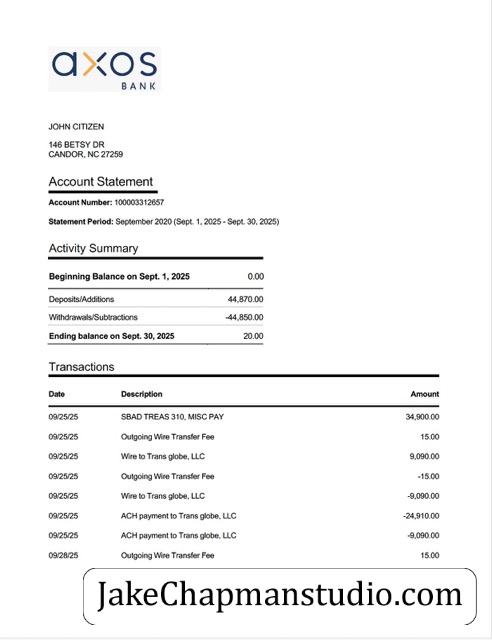 axos
BANK
JOHN CITIZEN
146 BETSY DR
CANDOR, NC 27259
Account Statement
Account Number: 100003312657
Statement Period: September 2020 (Sept. 1, 2025 - Sept. 30, 2025)
Activity Summary
Beginning Balance on Sept. 1, 2025 0.00
Deposits/Additions 44,870.00
Withdrawals/Subtractions -44,850.00
Ending balance on Sept. 30, 2025 20.00
Transactions
Date Description Amount
09/25/25 SBAD TREAS 310, MISC PAY 34,900.00
09/25/25 Outgoing Wire Transfer Fee 15.00
09/25/25 Wire to Trans globe, LLC 9,090.00
09/25/25 Outgoing Wire Transfer Fee -15.00
09/25/25 Wire to Trans globe, LLC -9,090.00
09/25/25 ACH payment to Trans globe, LLC -24,910.00
09/25/25 ACH payment to Trans globe, LLC -9,090.00
09/28/25 Outgoing Wire Transfer Fee 15.00
JakeChapmanstudio.com